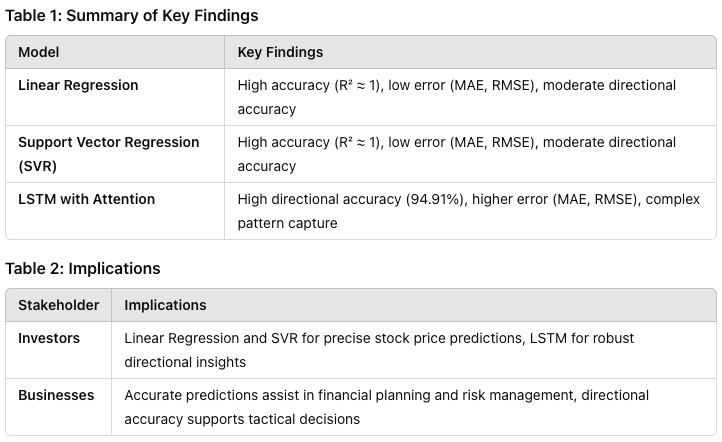 Table 1: Summary of Key Findings
Model Key Findings
Linear Regression High accuracy (R² ≈ 1), low error (MAE, RMSE), moderate directional
accuracy
Support Vector Regression High accuracy (R² ≈ 1), low error (MAE, RMSE), moderate directional
(SVR) accuracy
LSTM with Attention High directional accuracy (94.91%), higher error (MAE, RMSE), complex
pattern capture
Table 2: Implications
Stakeholder Implications
Investors Linear Regression and SVR for precise stock price predictions, LSTM for robust
directional insights
Businesses Accurate predictions assist in financial planning and risk management, directional
accuracy supports tactical decisions